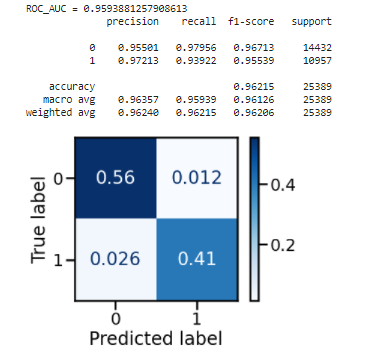 ROC_AUC = 0.9593881257908613
precision recall f1-score support
0 0.95501 0.97956 0.96713 14432
1 0.97213 0.93922 0.95539 10957
accuracy 0.96215 25389
macro avg 0.96357 0.95939 0.96126 25389
weighted avg 0.96240 0.96215 0.96206 25389
True label
0
0.56 0.012
0.4
1
0.026 0.41
0.2
0 1
Predicted label